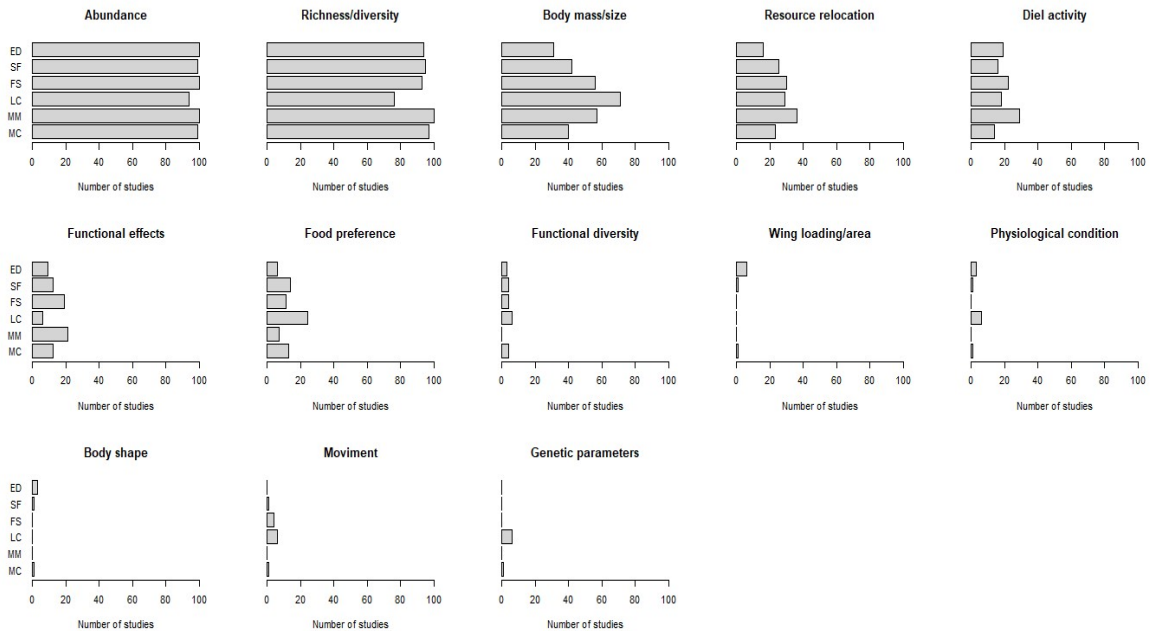 Abundance Richness/diversity Body mass/size Resource relocation Diel activity
ED
SF
FS
LC
MM
MC
0 20 40 60 80 100 0 20 40 60 80 100 0 20 40 60 80 100 0 20 40 60 80 100 0 20 40 60 80 100
Number of studies Number of studies Number of studies Number of studies Number of studies
Functional effects Food preference Functional diversity Wing loading/area Physiological condition
ED
SF
FS
LC
MM
MC
0 20 40 60 80 100 0 20 40 60 80 100 0 20 40 60 80 100 0 20 40 60 80 100 0 20 40 60 80 100
Number of studies Number of studies Number of studies Number of studies Number of studies
Body shape Moviment Genetic parameters
ED
SF
FS
LC
MM
MC
0 20 40 60 80 100 0 20 40 60 80 100 0 20 40 60 80 100
Number of studies Number of studies Number of studies